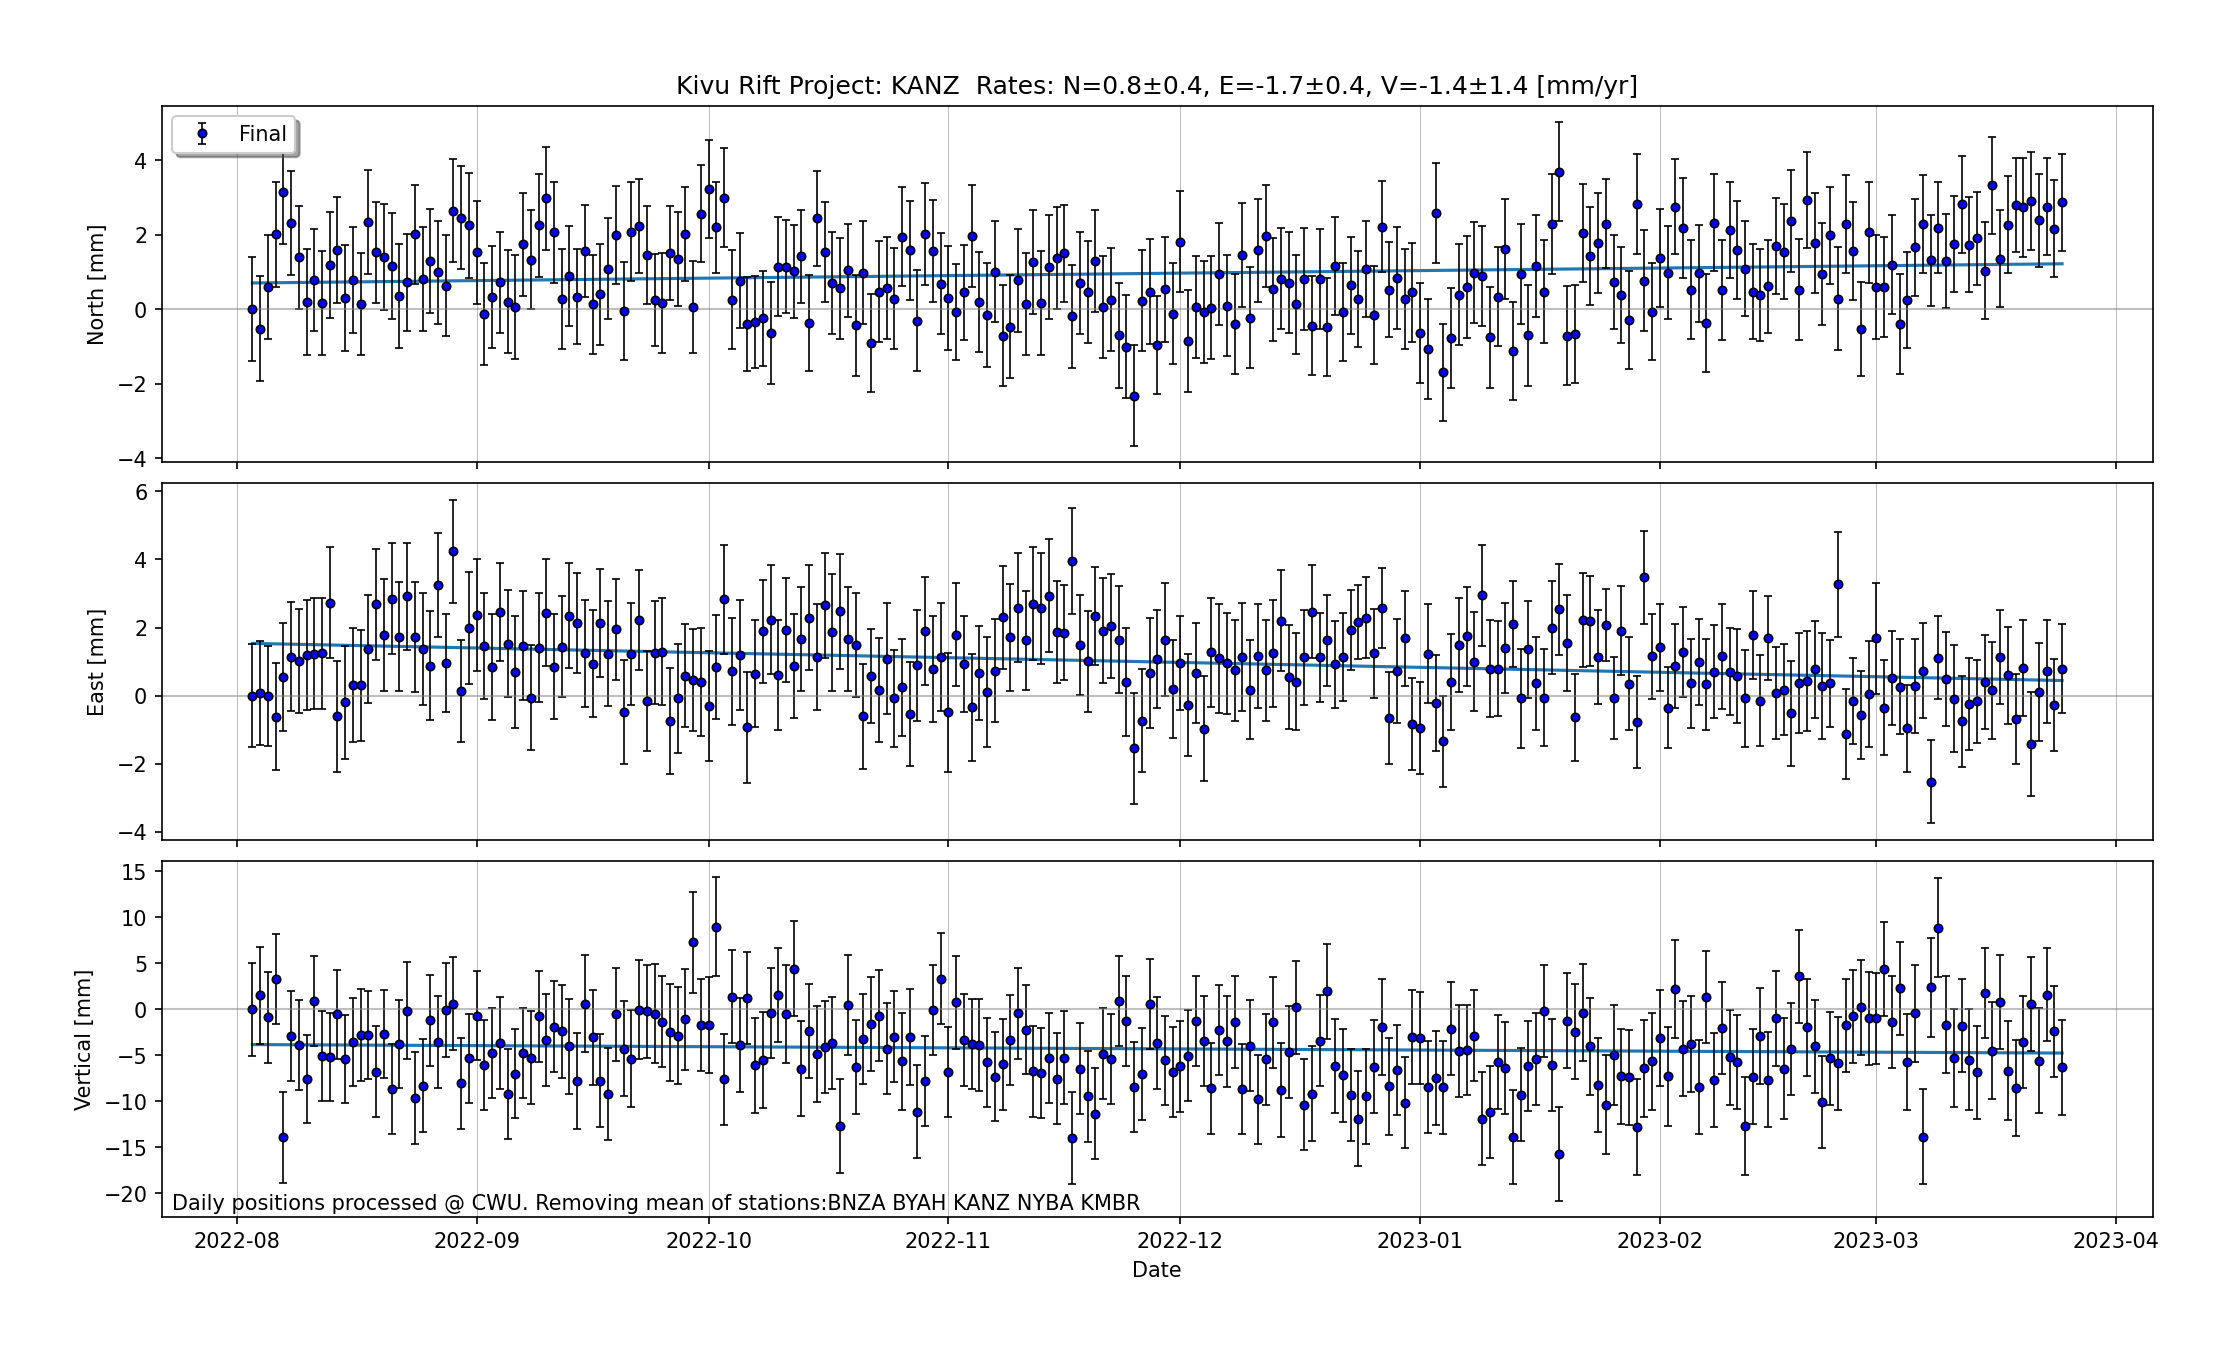 Kivu Rift Project: KANZ  Rates: N=0.8±0.4, E=-1.7±0.4, V=-1.4±1.4 [mm/yr]
Final
4
2
0
−2
−4
North [mm]
6
4
2
0
−2
−4
East [mm]
15
10
5
0
−5
−10
−15
−20
Vertical [mm]
Daily positions processed @ CWU. Removing mean of stations:BNZA BYAH KANZ NYBA KMBR
2022-08 2022-09 2022-10 2022-11 2022-12 2023-01 2023-02 2023-03 2023-04
Date